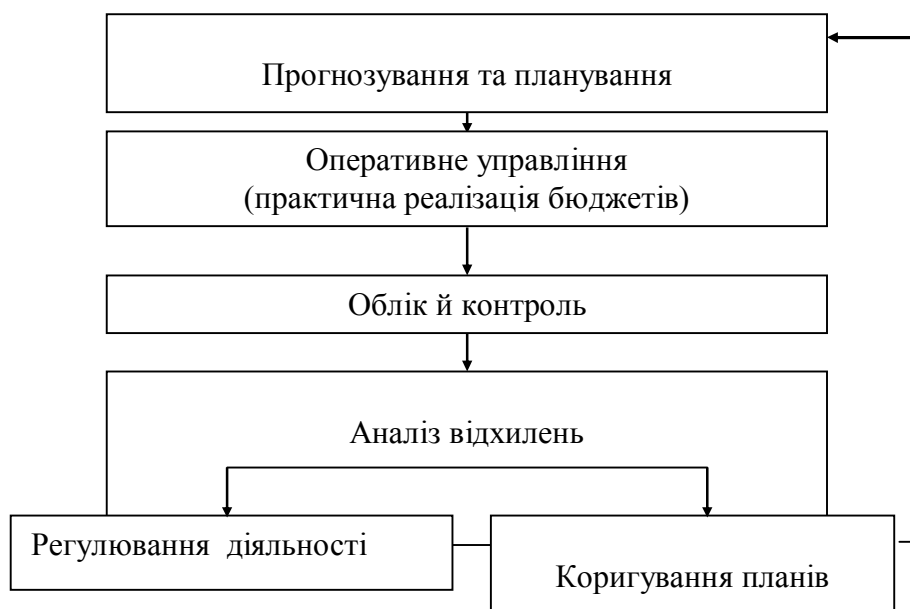 Прогнозування та планування
Оперативне управління
(практична реалізація бюджетів)
Облік й контроль
Аналіз відхилень
Регулювання діяльності
Коригування планів